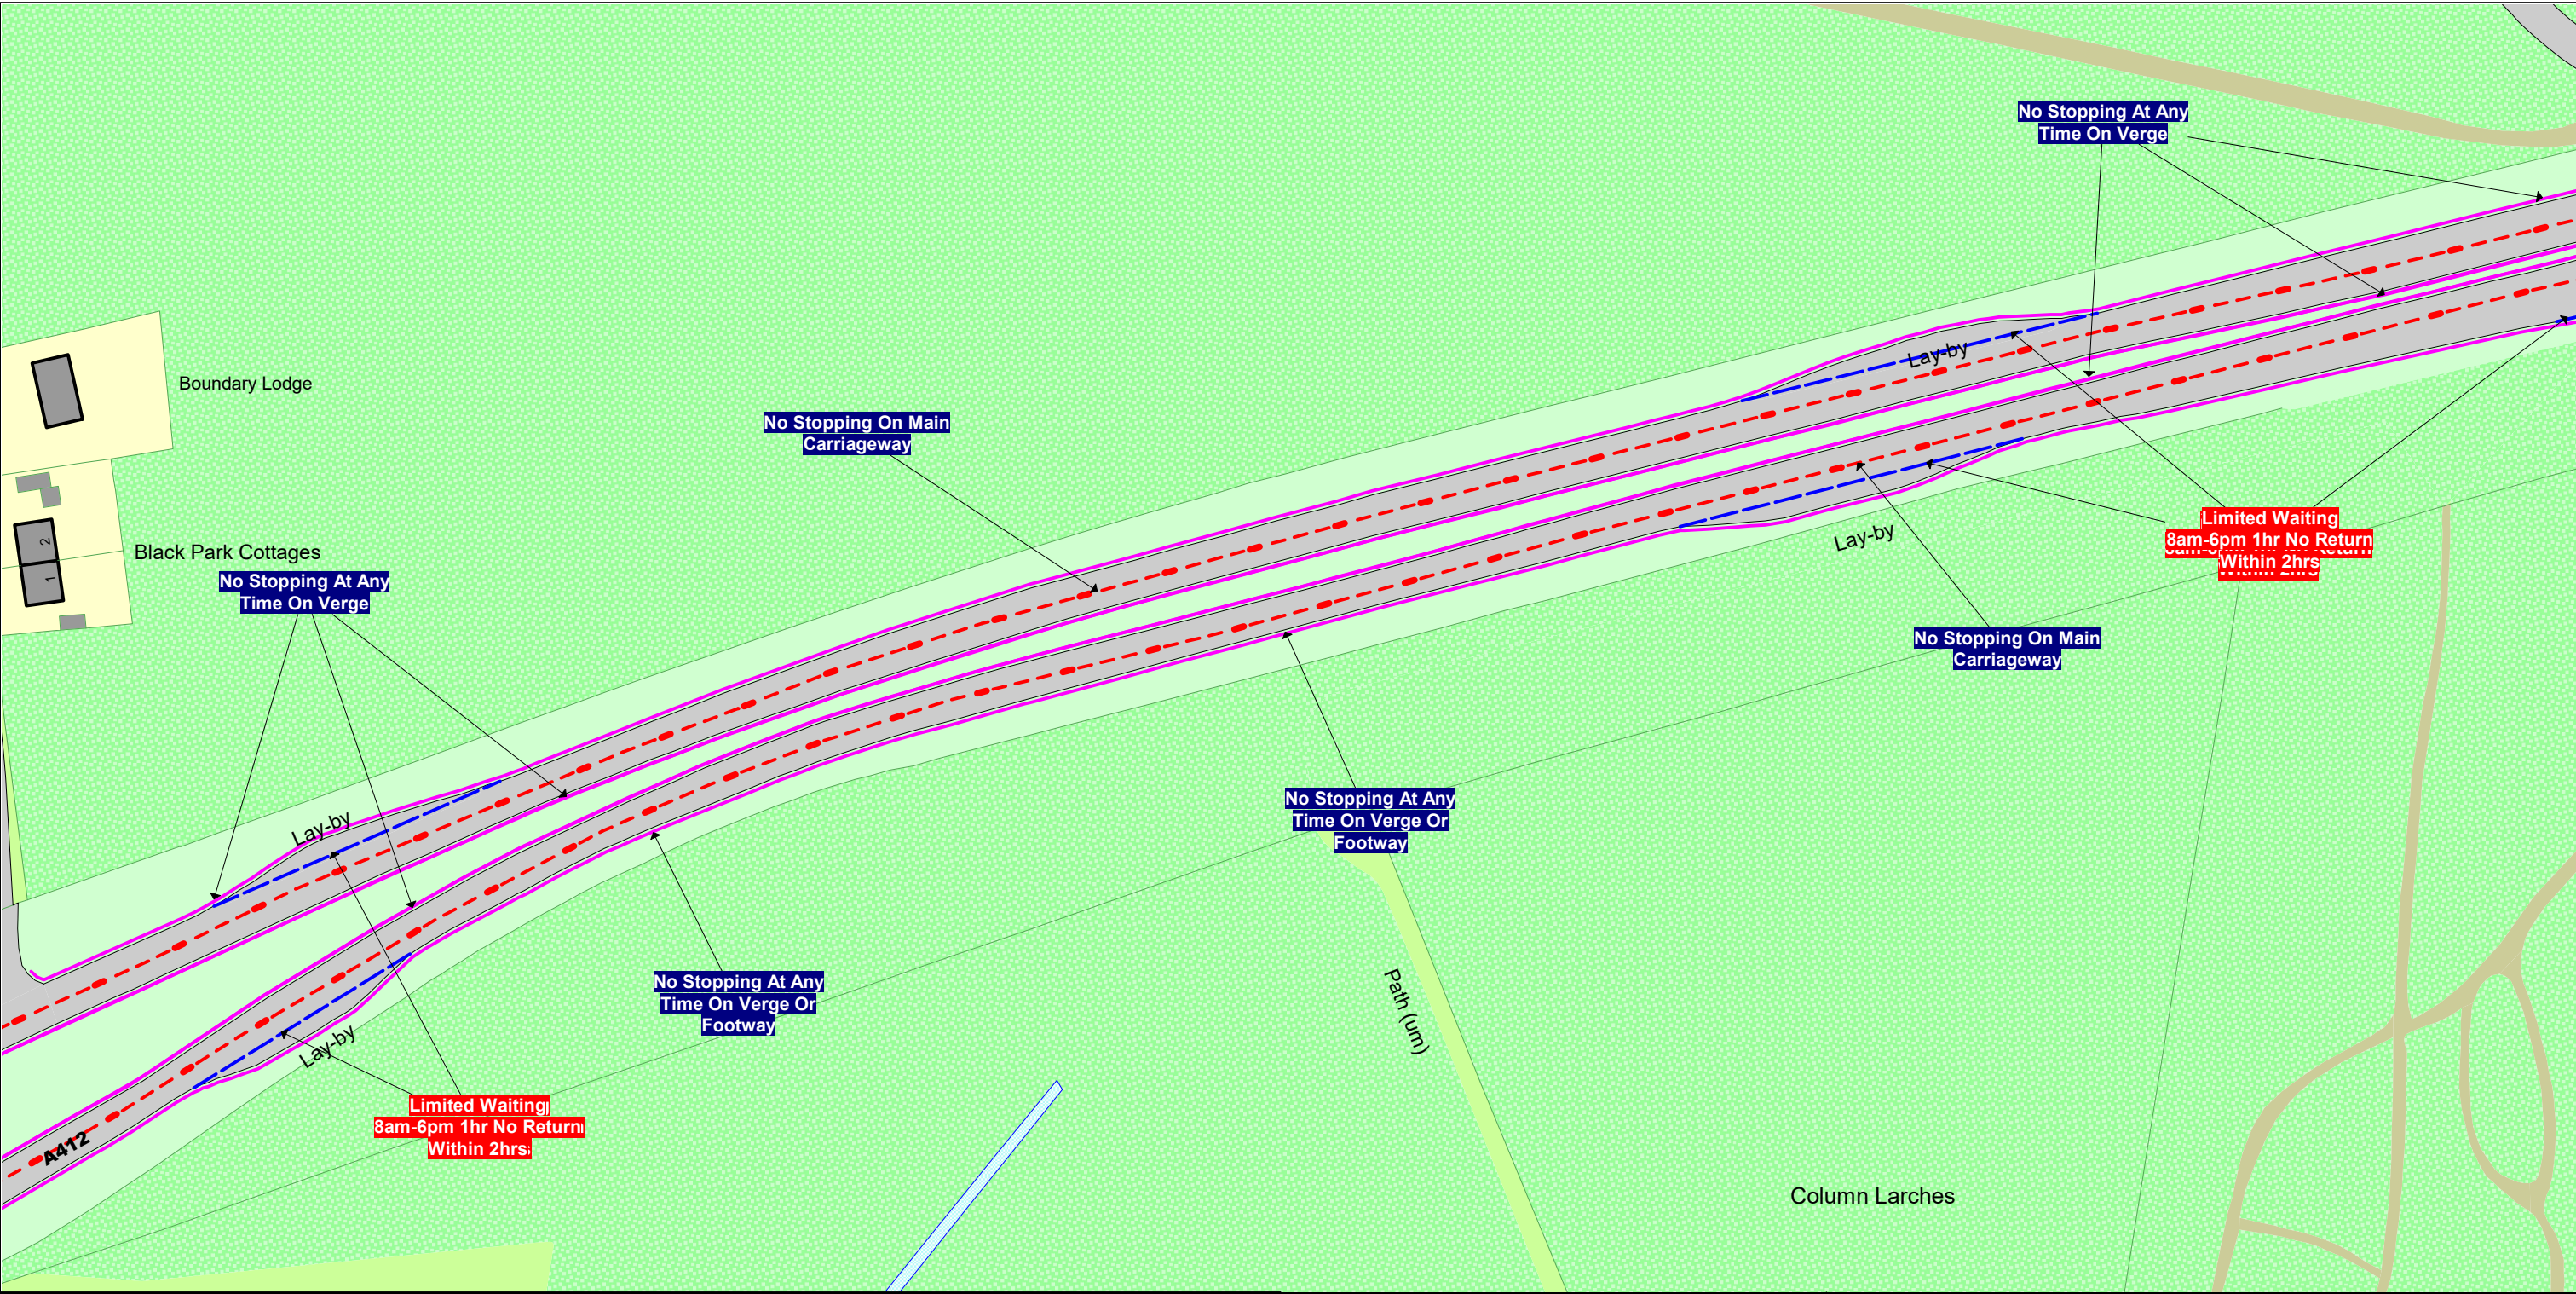 No Stopping At Any
Time On Verge
Lay-by
Boundary Lodge
No Stopping On Main
Carriageway
Limited Waiting
8am-6pm 1hr No Return
Within 2hrs
Lay-by
2
1
Black Park Cottages
No Stopping At Any
Time On Verge
No Stopping On Main
Carriageway
No Stopping At Any
Time On Verge Or
Footway
Lay-by
No Stopping At Any
Time On Verge Or
Footway
Path (um)
Lay-by
Limited Waiting
8am-6pm 1hr No Return
Within 2hrs
A412
Column Larches